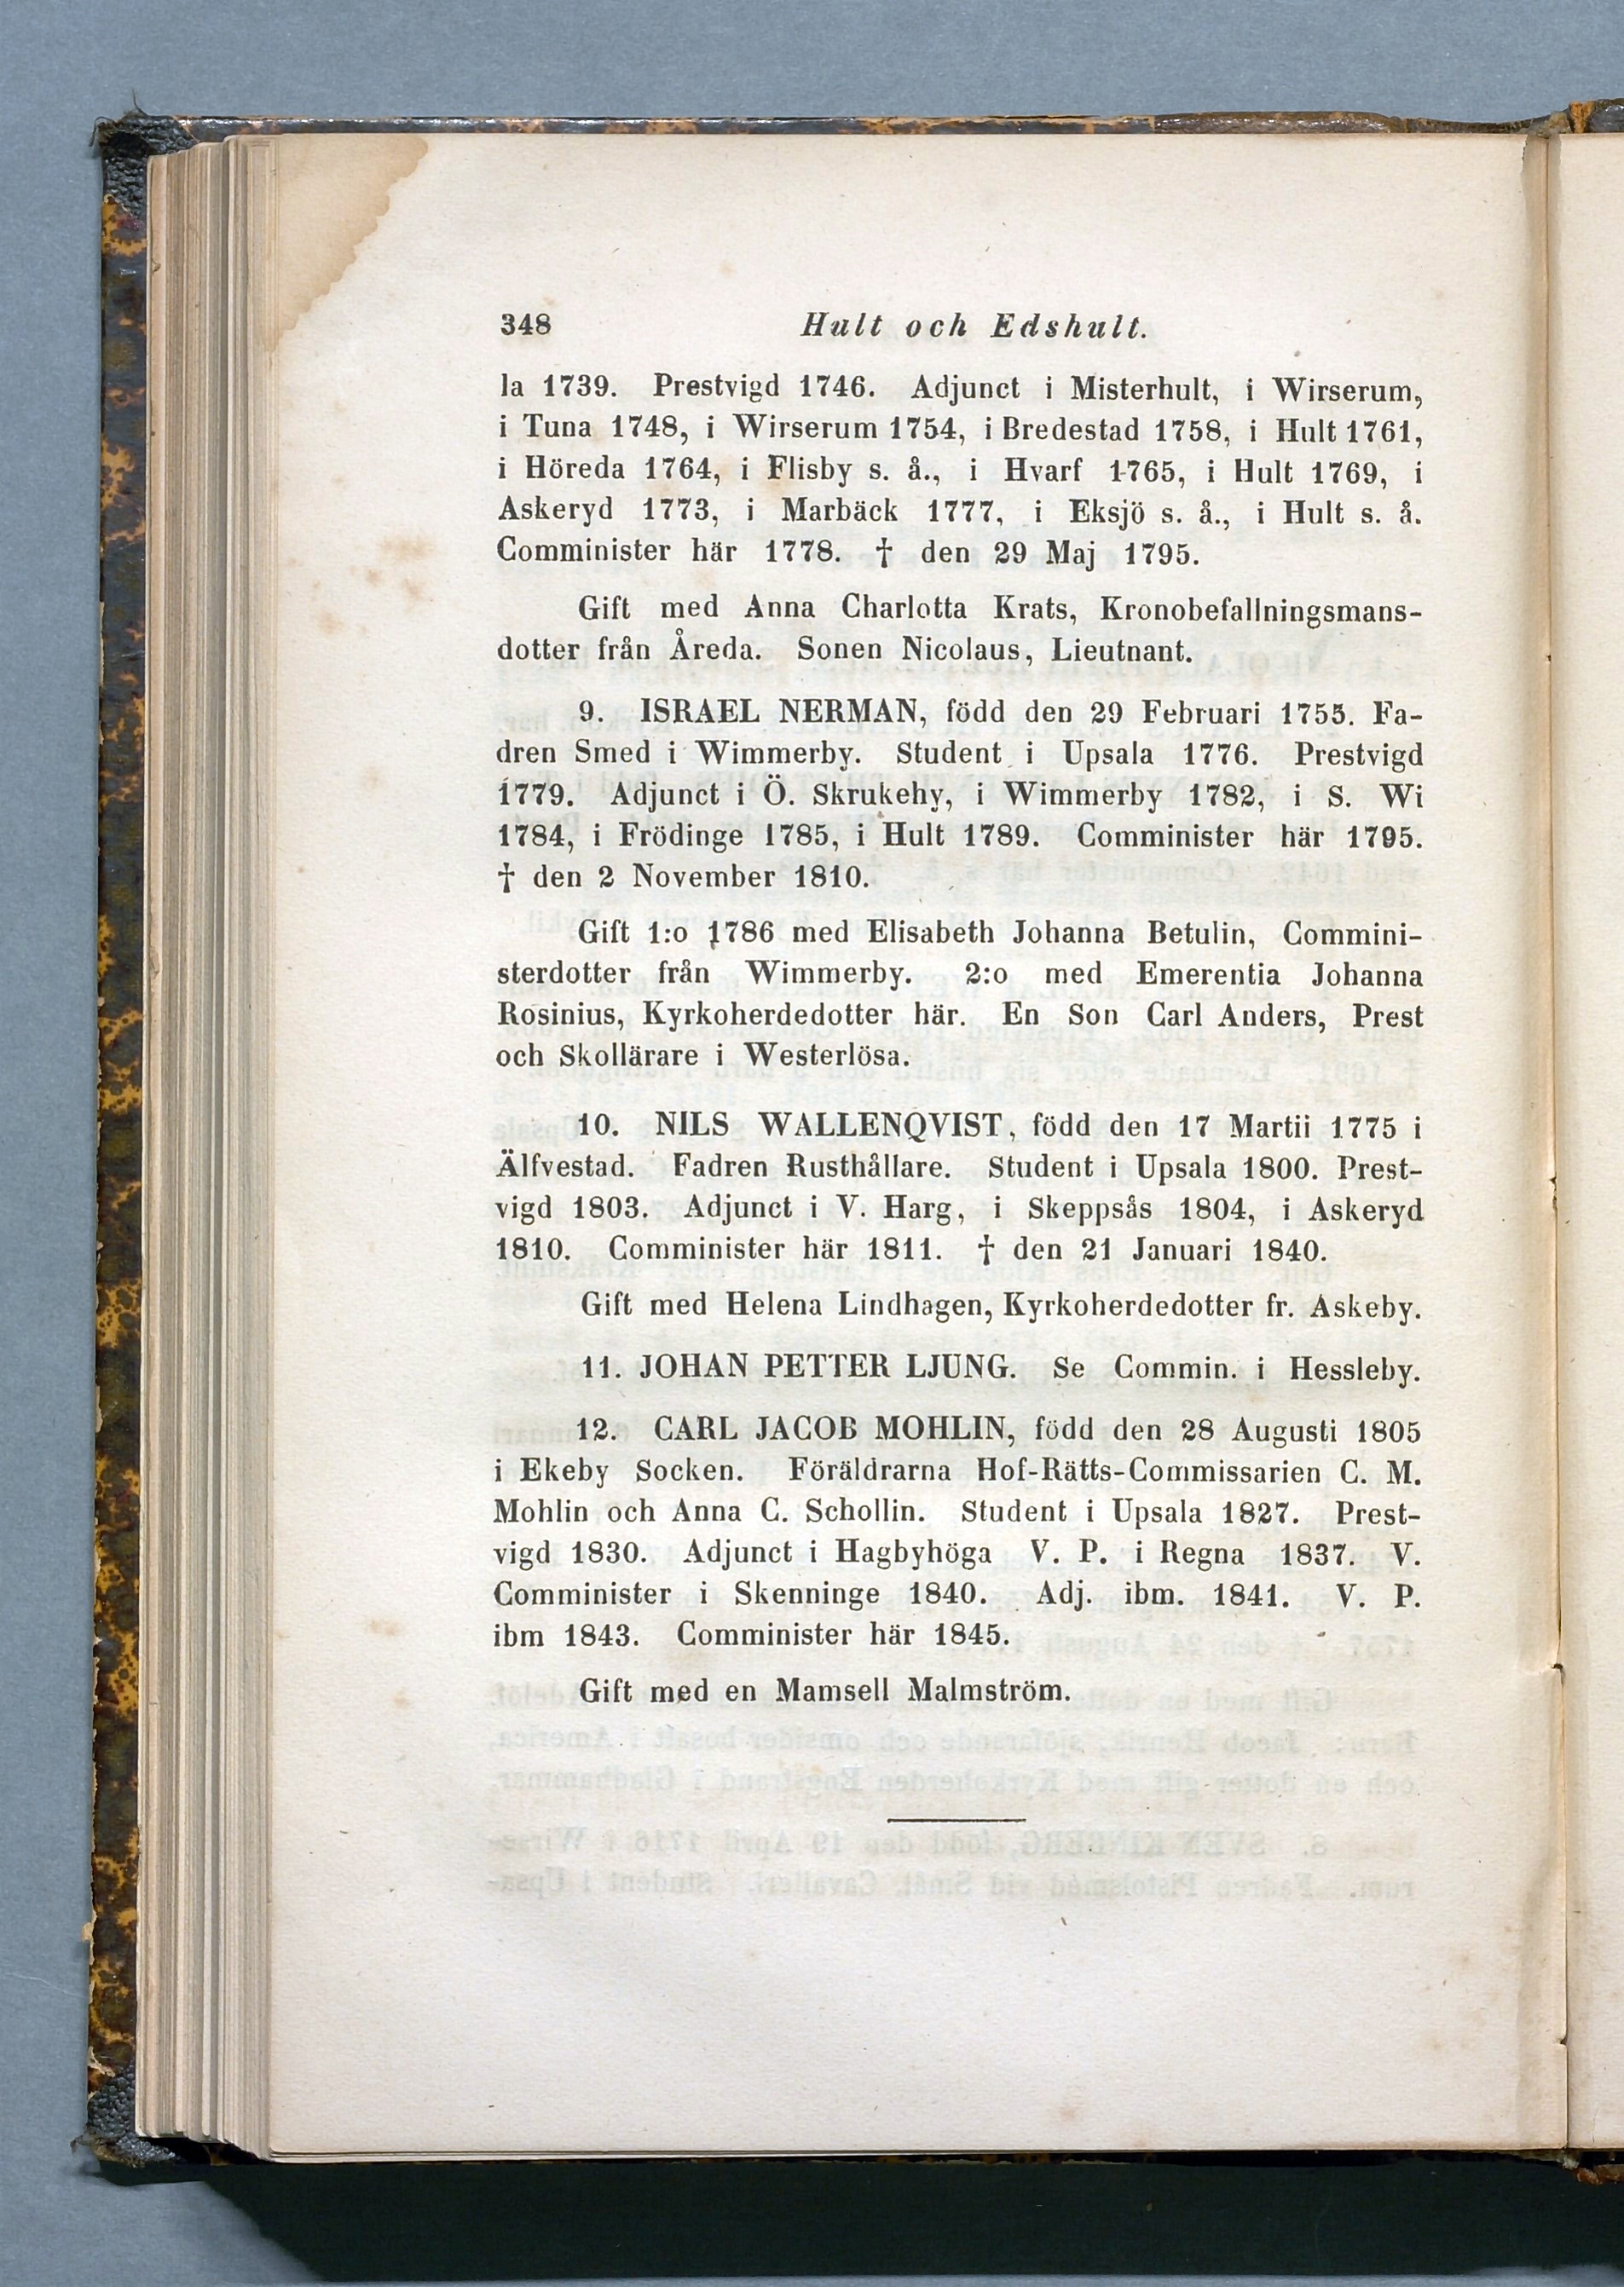 348 Hult och Edshult.
la 1739. Prestvigd 1746. Adjunct i Misterhult, i Wirserum,
i Tuna 1748, i Wirserum 1754, i Bredestad 1758, i Hult 1761,
i Höreda 1764, i Flisby s. å., i Hvarf 1765, i Hult 1769, i
Askeryd 1773, i Marbäck 1777, i Eksjö s. å., i Hult s. å.
Comminister här 1778. † den 29 Maj 1795.
Gift med Anna Charlotta Krats, Kronobefallningsmans-
dotter från Åreda. Sonen Nicolaus, Lieutnant.
9. ISRAEL NERMAN, född den 29 Februari 1755. Fa-
dren Smed i Wimmerby. Student i Upsala 1776. Prestvigd
1779. Adjunct i Ö. Skrukehy, i Wimmerby 1782, i S. Wi
1784, i Frödinge 1785, i Hult 1789. Comminister här 1795.
† den 2 November 1810.
Gift 1:o 1786 med Elisabeth Johanna Betulin, Commini-
sterdotter från Wimmerby. 2:o med Emerentia Johanna
Rosinius, Kyrkoherdedotter här. En Son Carl Anders, Prest
och Skollärare i Westerlösa.
10. NILS WALLENQVIST, född den 17 Martii 1775 i
Älfvestad. Fadren Rusthållare. Student i Upsala 1800. Prest-
vigd 1803. Adjunct i V. Harg, i Skeppsås 1804, i Askeryd
1810. Comminister här 1811. † den 21 Januari 1840.
Gift med Helena Lindhagen, Kyrkoherdedotter fr. Askeby.
11. JOHAN PETTER LJUNG. Se Commin. i Hessleby.
12. CARL JACOB MOHLIN, född den 28 Augusti 1805
i Ekeby Socken. Föräldrarna Hof-Rätts-Commissarien C. M.
Mohlin och Anna C. Schollin. Student i Upsala 1827. Prest-
vigd 1830. Adjunct i Hagbyhöga V. P. i Regna 1837. V.
Comminister i Skenninge 1840. Adj. ibm. 1841. V. P.
ibm 1843. Comminister här 1845.
Gift med en Mamsell Malmström.